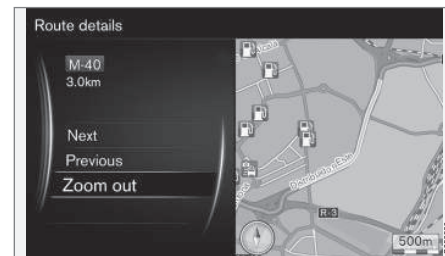 Route details
M-40
3.0km
Next
Previous
Zoom out
R-3
500m